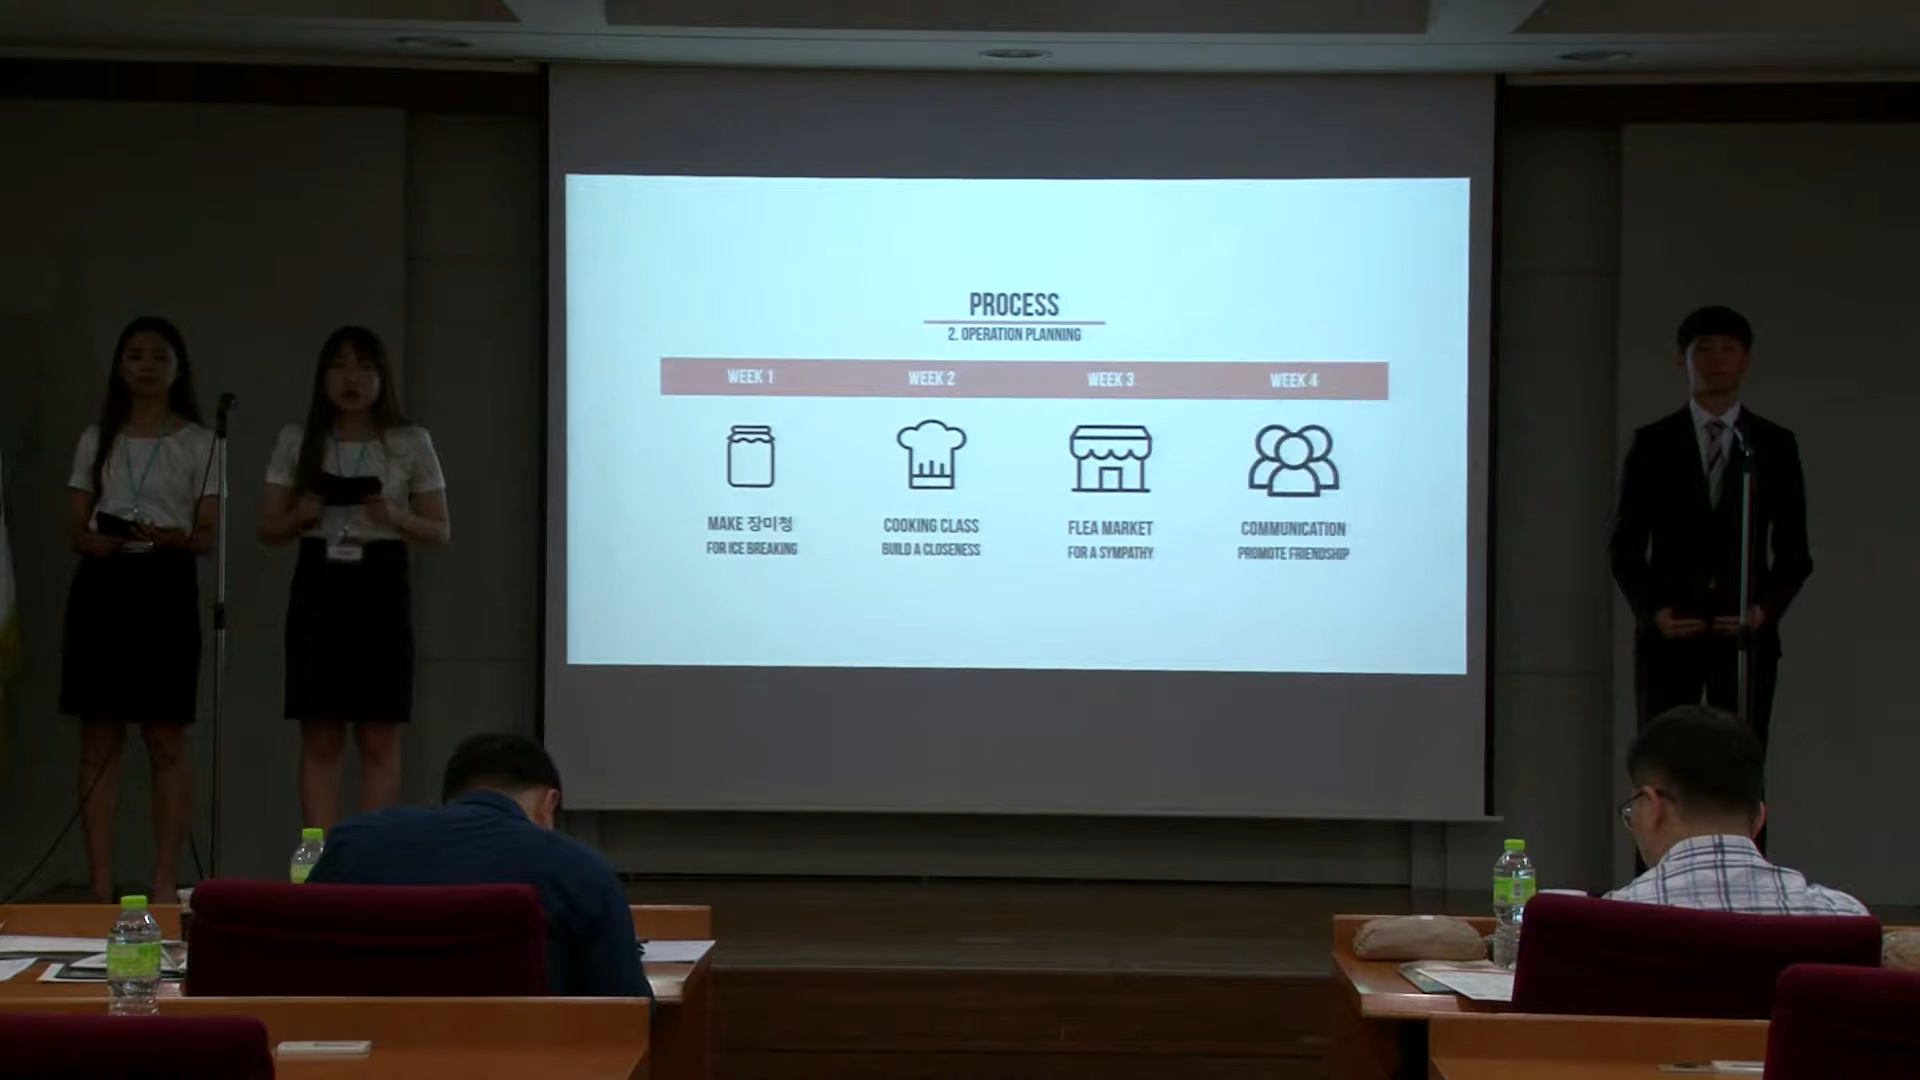 PROCESS
2. OPERATION PLANNING
WEEK 1 WEEK 2 WEEK 3 WEEK 4
MAKE 장미청 COOKING CLASS FLEA MARKET COMMUNICATION
FOR ICE BREAKING BUILD A CLOSENESS FOR A SYMPATHY PROMOTE FRIENDSHIP